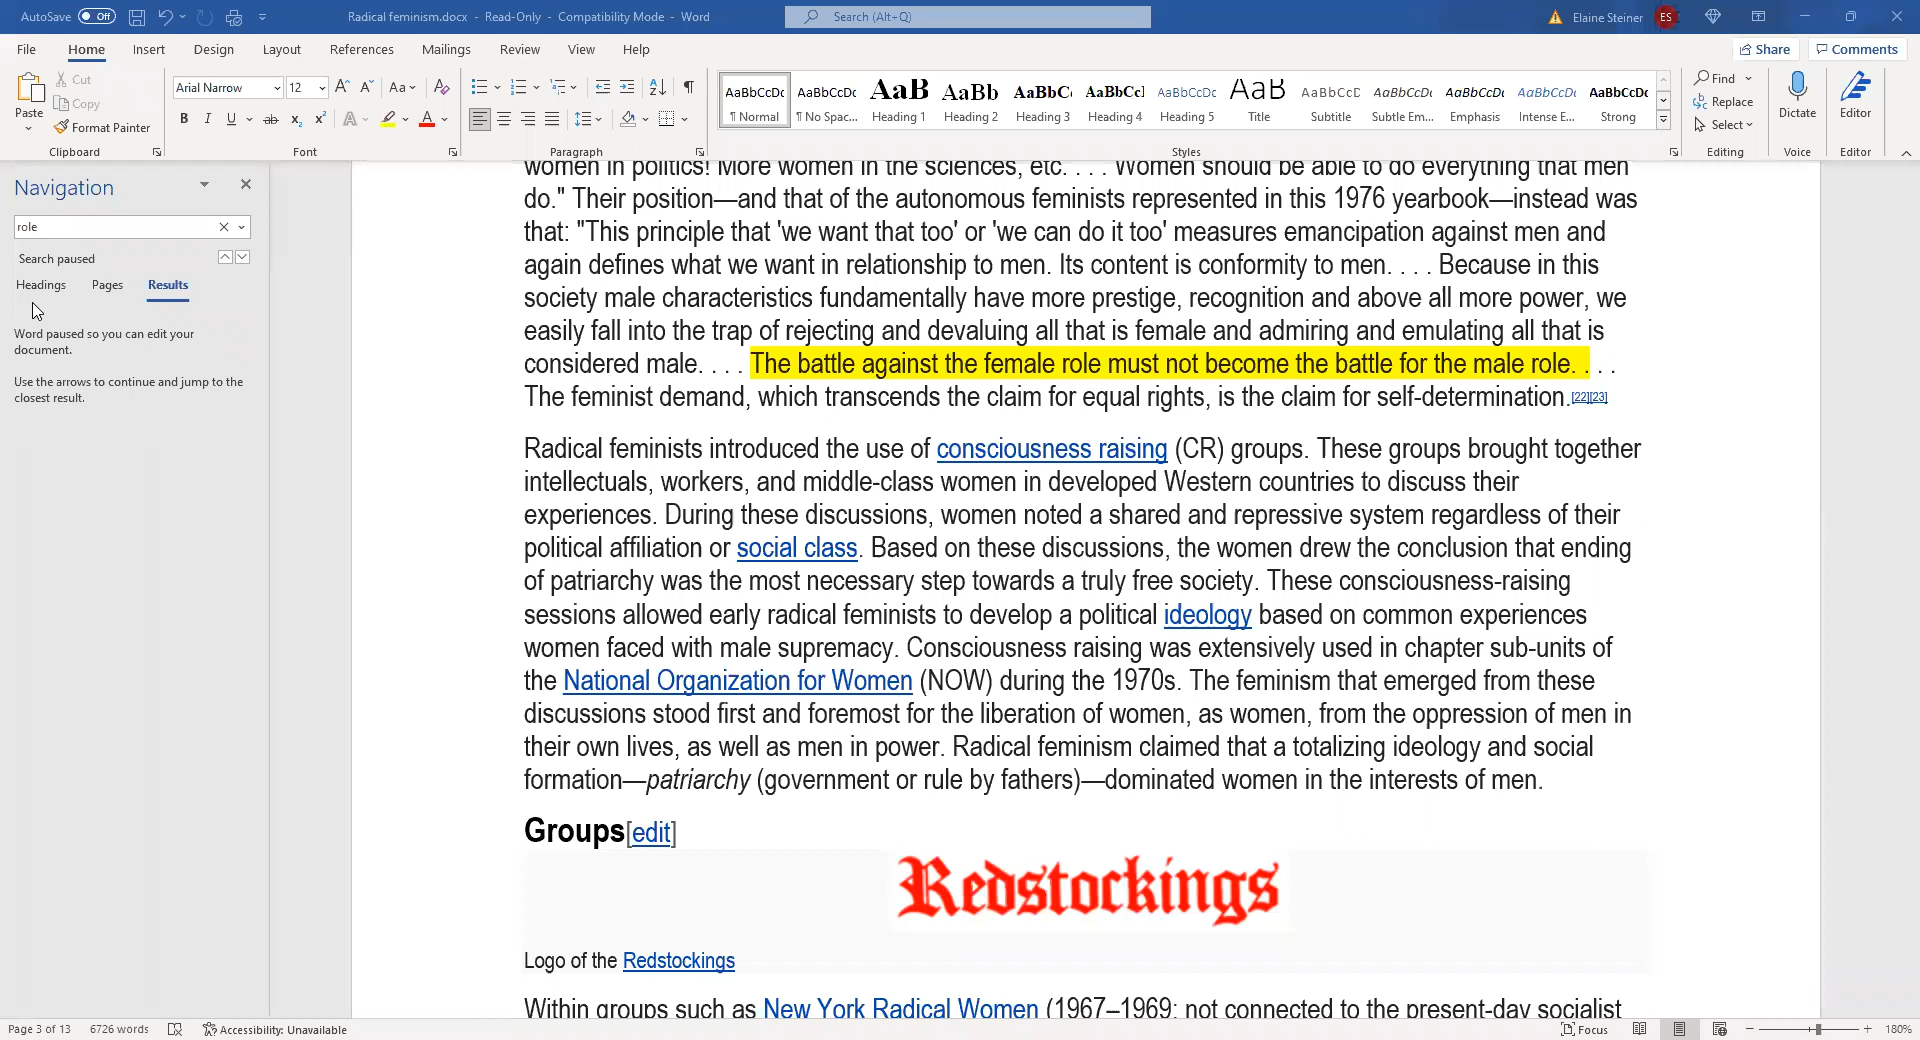 AutoSave Off Radical feminism.docx - Read-Only - Compatibility Mode - Word Search (Alt+Q) Elaine Steiner ES
File Home Insert Design Layout References Mailings Review View Help Share Comments
Paste Cut Copy Format Painter Clipboard
Arial Narrow 12 Font
Paragraph
AaBbCcDc AaBbCcDc AaB AaBb AaBbC AaBbCcI AaBbCcDc AaB AaBbCcD AaBbCcDc AaBbCcDc AaBbCcDc AaBbCcDc
¶ Normal ¶ No Spac... Heading 1 Heading 2 Heading 3 Heading 4 Heading 5 Title Subtitle Subtle Em... Emphasis Intense E... Strong
Styles
Find Replace Select Editing
Dictate Voice
Editor Editor
Navigation
role
Search paused
Headings Pages Results
Word paused so you can edit your
document.
Use the arrows to continue and jump to the
closest result.
women in politics! More women in the sciences, etc. . . . Women should be able to do everything that men
do." Their position—and that of the autonomous feminists represented in this 1976 yearbook—instead was
that: "This principle that 'we want that too' or 'we can do it too' measures emancipation against men and
again defines what we want in relationship to men. Its content is conformity to men. . . . Because in this
society male characteristics fundamentally have more prestige, recognition and above all more power, we
easily fall into the trap of rejecting and devaluing all that is female and admiring and emulating all that is
considered male. . . . The battle against the female role must not become the battle for the male role. . . .
The feminist demand, which transcends the claim for equal rights, is the claim for self-determination.[22][23]
Radical feminists introduced the use of consciousness raising (CR) groups. These groups brought together
intellectuals, workers, and middle-class women in developed Western countries to discuss their
experiences. During these discussions, women noted a shared and repressive system regardless of their
political affiliation or social class. Based on these discussions, the women drew the conclusion that ending
of patriarchy was the most necessary step towards a truly free society. These consciousness-raising
sessions allowed early radical feminists to develop a political ideology based on common experiences
women faced with male supremacy. Consciousness raising was extensively used in chapter sub-units of
the National Organization for Women (NOW) during the 1970s. The feminism that emerged from these
discussions stood first and foremost for the liberation of women, as women, from the oppression of men in
their own lives, as well as men in power. Radical feminism claimed that a totalizing ideology and social
formation—patriarchy (government or rule by fathers)—dominated women in the interests of men.
Groups[edit]
Redstockings
Logo of the Redstockings
Within groups such as New York Radical Women (1967–1969; not connected to the present-day socialist
Page 3 of 13 6726 words Accessibility: Unavailable Focus 180%